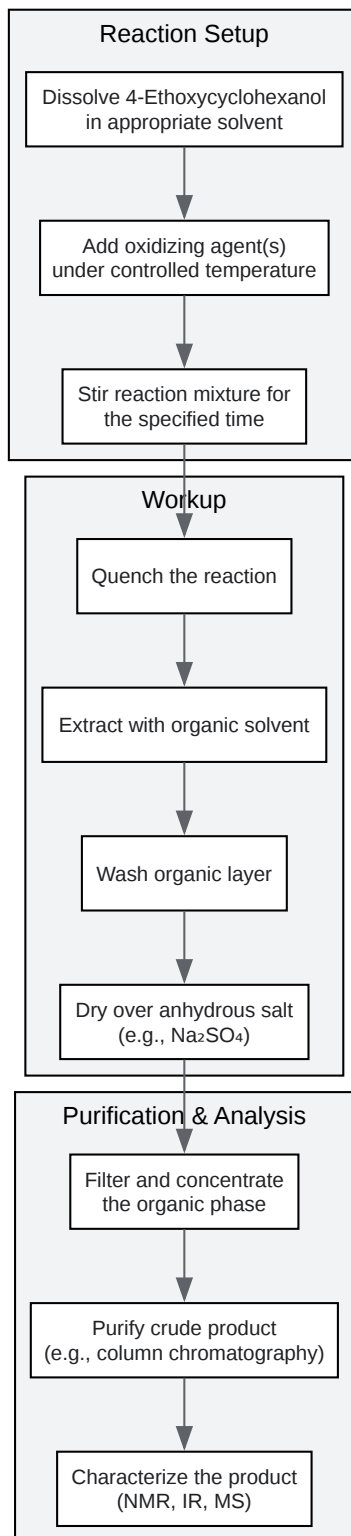 Reaction Setup
Dissolve 4-Ethoxycyclohexanol
in appropriate solvent
Add oxidizing agent(s)
under controlled temperature
Stir reaction mixture for
the specified time
Workup
Quench the reaction
Extract with organic solvent
Wash organic layer
Dry over anhydrous salt
(e.g., Na₂SO₄)
Purification & Analysis
Filter and concentrate
the organic phase
Purify crude product
(e.g., column chromatography)
Characterize the product
(NMR, IR, MS)